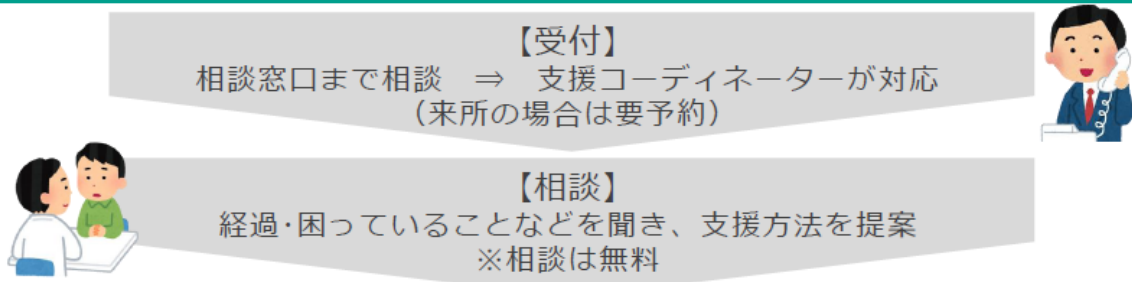 【受付】
相談窓口まで相談　⇒　支援コーディネーターが対応
（来所の場合は要予約）
【相談】
経過･困っていることなどを聞き、支援方法を提案
※相談は無料